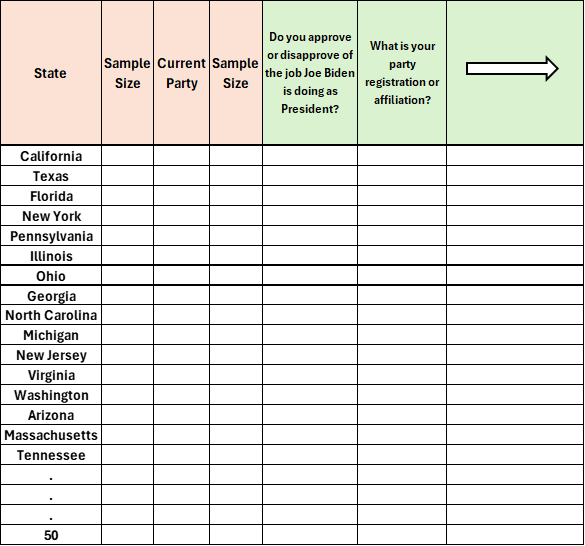 State
Sample
Size
Current
Party
Sample
Size
Do you approve
or disapprove of
the job Joe Biden
is doing as
President?
What is your
party
registration or
affiliation?
California
Texas
Florida
New York
Pennsylvania
Illinois
Ohio
Georgia
North Carolina
Michigan
New Jersey
Virginia
Washington
Arizona
Massachusetts
Tennessee
.
.
.
50